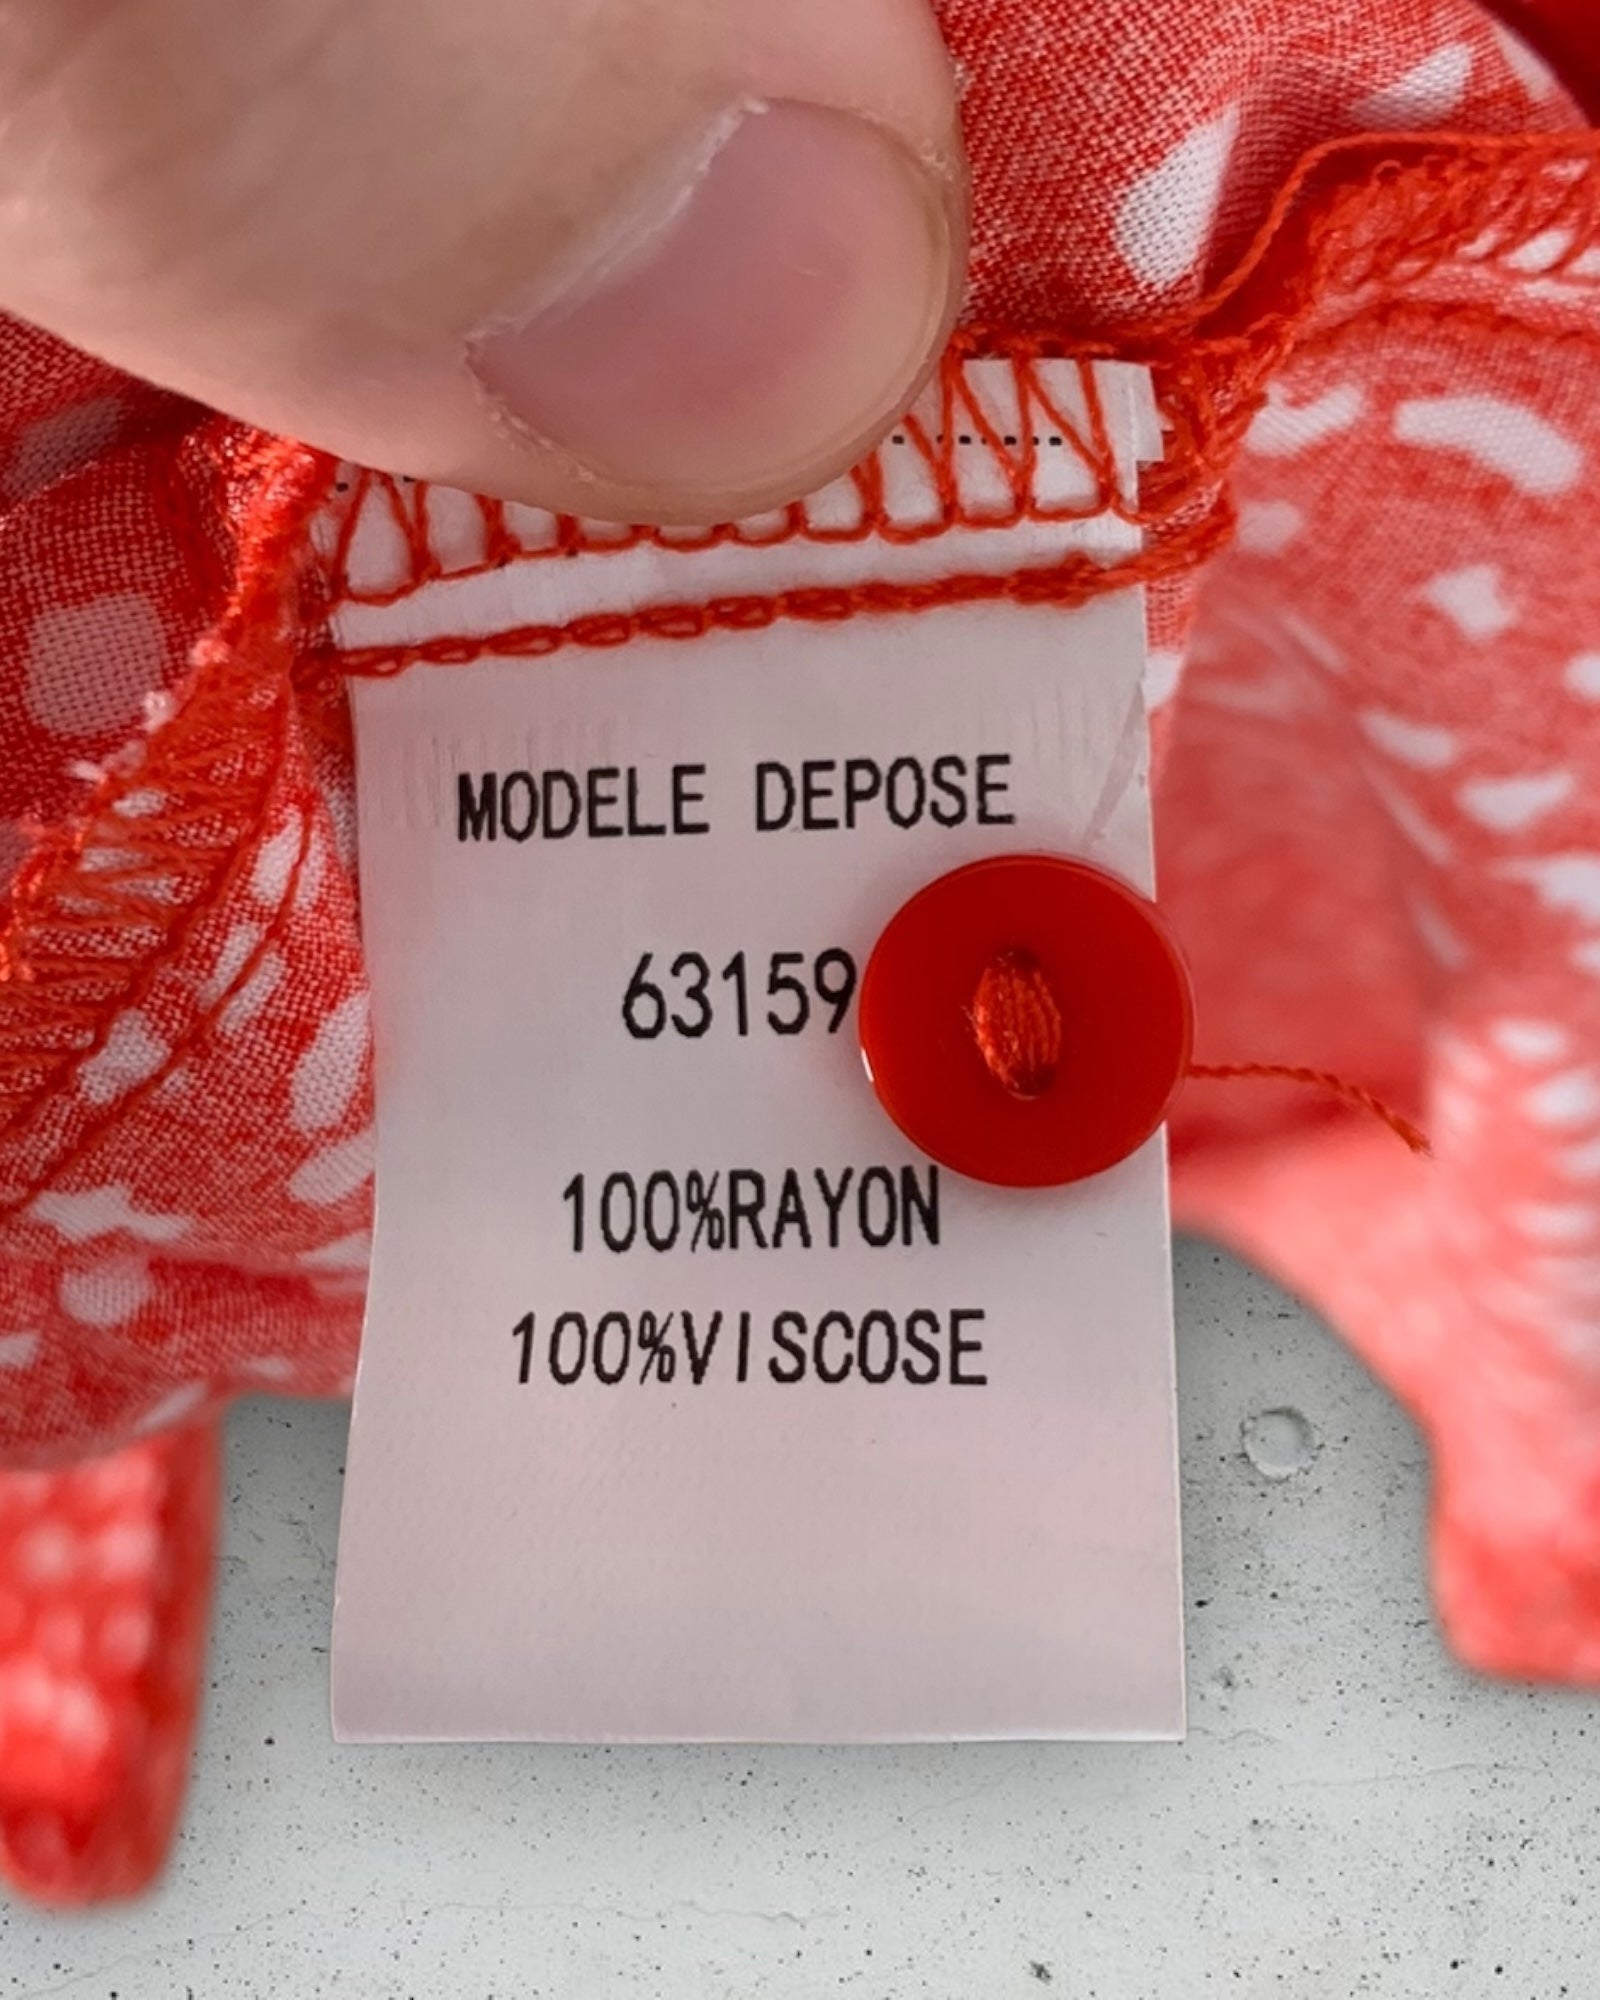 MODELE DEPOSE
63159
100%RAYON
100%VISCOSE